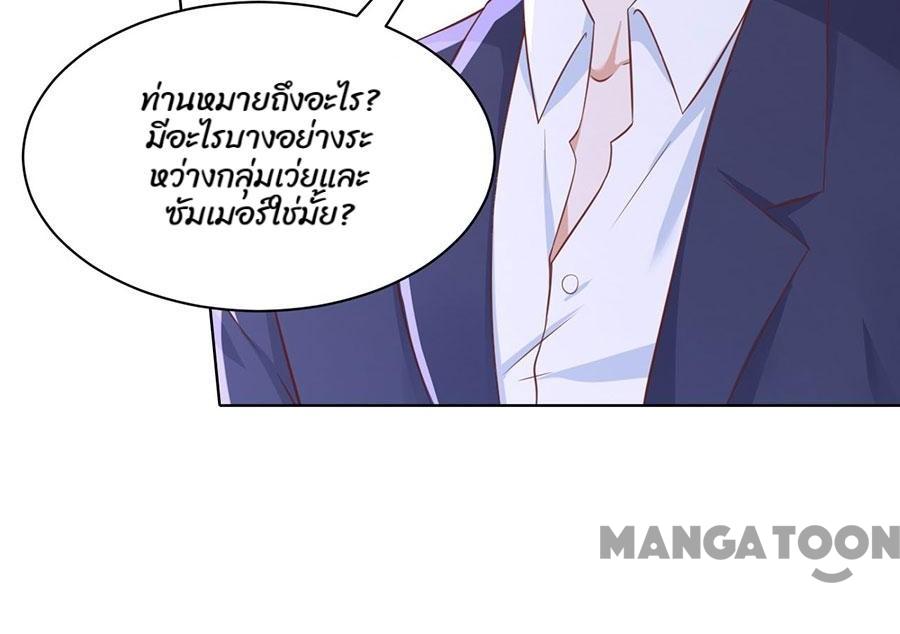 ท่านหมายถึงอะไร?
มีอะไรบางอย่างระ
หว่างกลุ่มเว่ยและ
ซัมเมอร์ใช่มั้ย?
MANGATOON